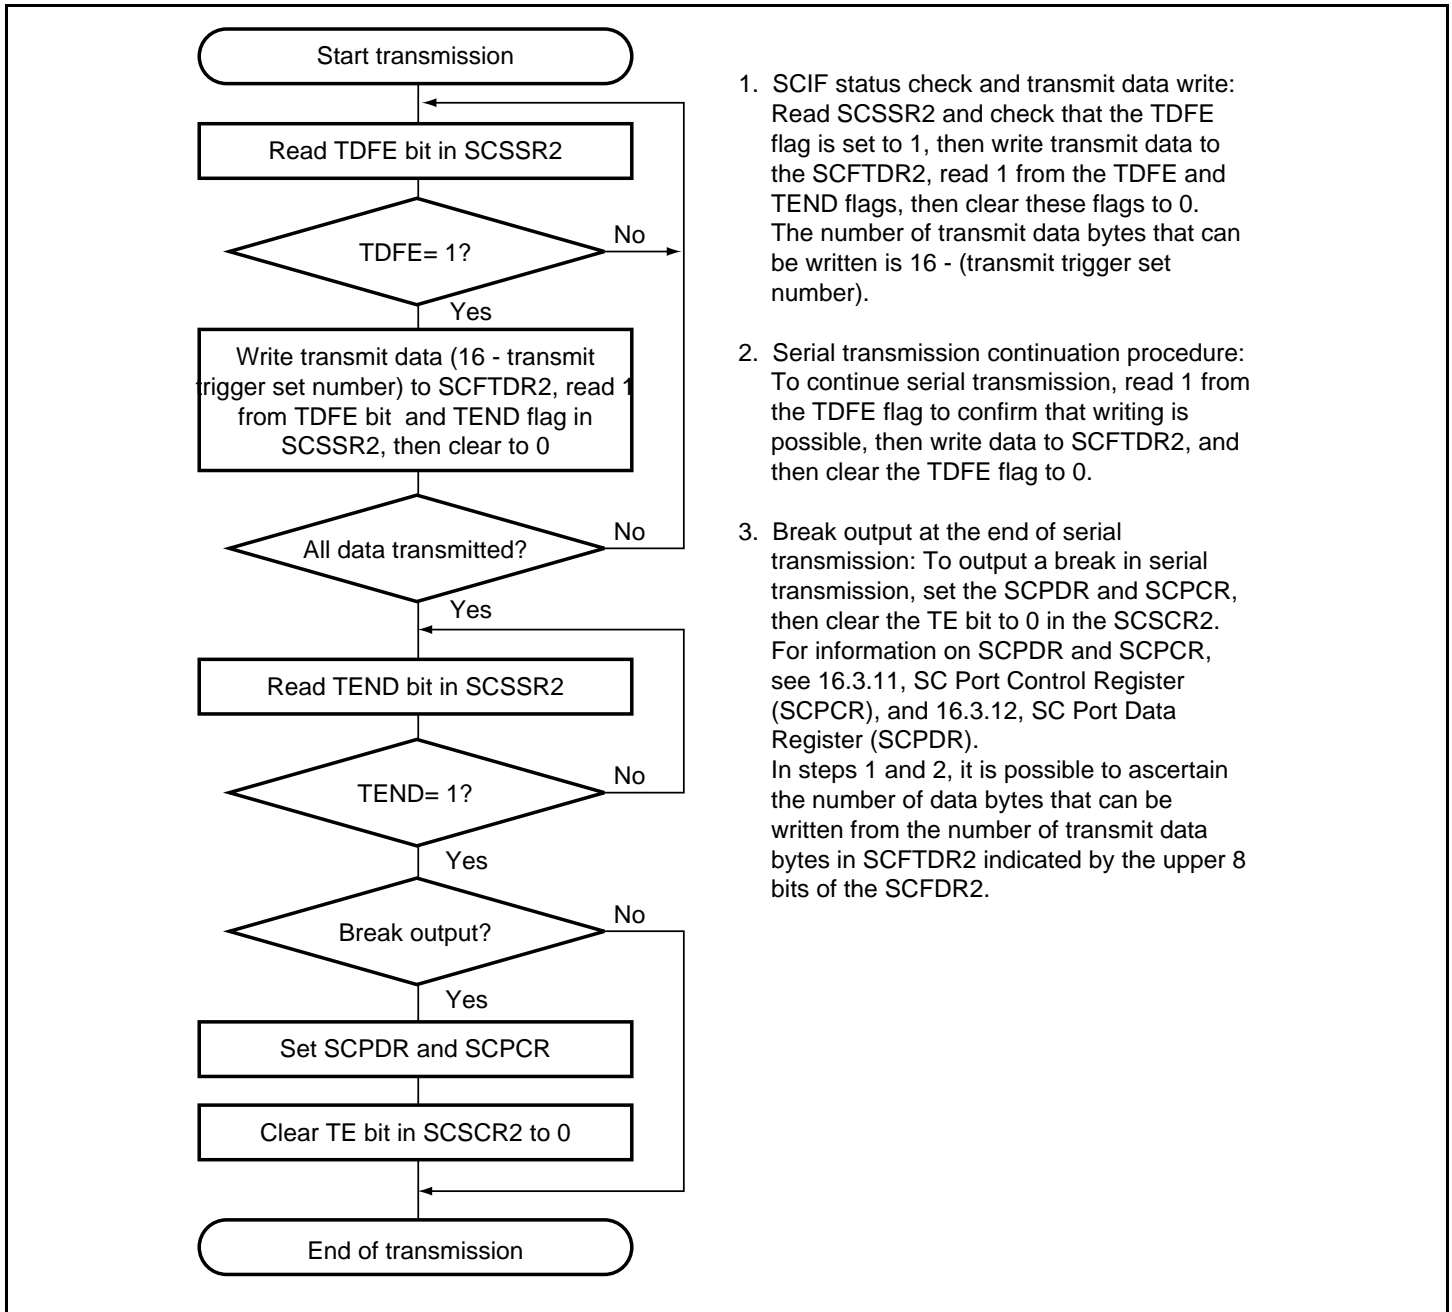 Start transmission
Read TDFE bit in SCSSR2
TDFE= 1?
No
Yes
Write transmit data (16 - transmit
trigger set number) to SCFTDR2, read 1
from TDFE bit  and TEND flag in
SCSSR2, then clear to 0
All data transmitted?
No
Yes
Read TEND bit in SCSSR2
TEND= 1?
No
Yes
Break output?
No
Yes
Set SCPDR and SCPCR
Clear TE bit in SCSCR2 to 0
End of transmission
1. SCIF status check and transmit data write:
Read SCSSR2 and check that the TDFE
flag is set to 1, then write transmit data to
the SCFTDR2, read 1 from the TDFE and
TEND flags, then clear these flags to 0.
The number of transmit data bytes that can
be written is 16 - (transmit trigger set
number).
2. Serial transmission continuation procedure:
To continue serial transmission, read 1 from
the TDFE flag to confirm that writing is
possible, then write data to SCFTDR2, and
then clear the TDFE flag to 0.
3. Break output at the end of serial
transmission: To output a break in serial
transmission, set the SCPDR and SCPCR,
then clear the TE bit to 0 in the SCSCR2.
For information on SCPDR and SCPCR,
see 16.3.11, SC Port Control Register
(SCPCR), and 16.3.12, SC Port Data
Register (SCPDR).
In steps 1 and 2, it is possible to ascertain
the number of data bytes that can be
written from the number of transmit data
bytes in SCFTDR2 indicated by the upper 8
bits of the SCFDR2.